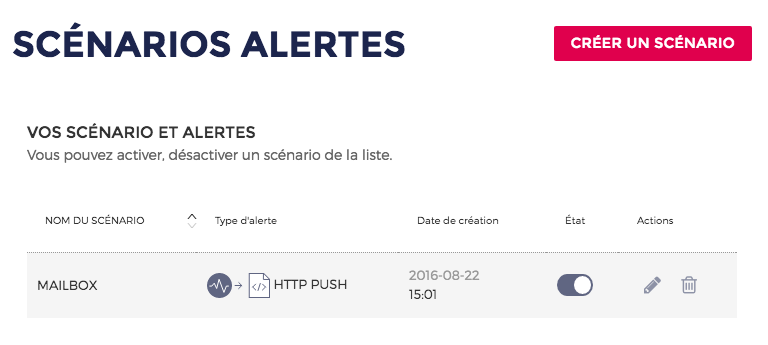 SCÉNARIOS ALERTES
CRÉER UN SCÉNARIO
VOS SCÉNARIO ET ALERTES
Vous pouvez activer, désactiver un scénario de la liste.
NOM DU SCÉNARIO Type d'alerte Date de création État Actions
MAILBOX </> HTTP PUSH 2016-08-22
15:01